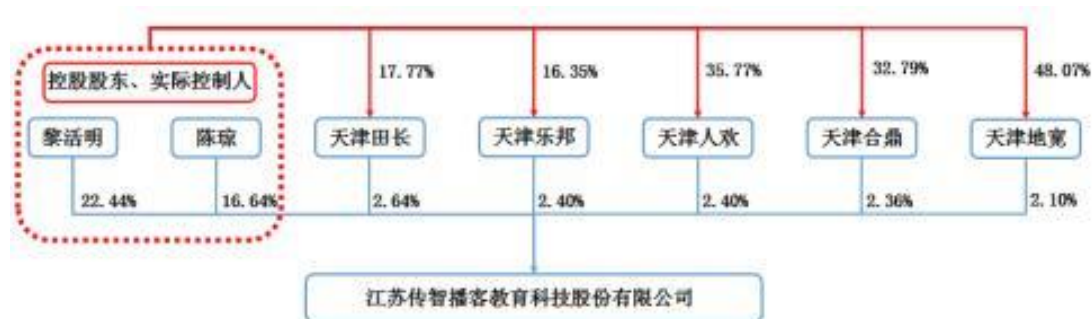 17.77% 16.35% 35.77% 32.79% 48.07%
控股股东、实际控制人
黎活明 陈琼 天津田长 天津乐邦 天津人欢 天津合鼎 天津地宽
22.44% 16.64% 2.64% 2.40% 2.40% 2.36% 2.10%
江苏传智播客教育科技股份有限公司